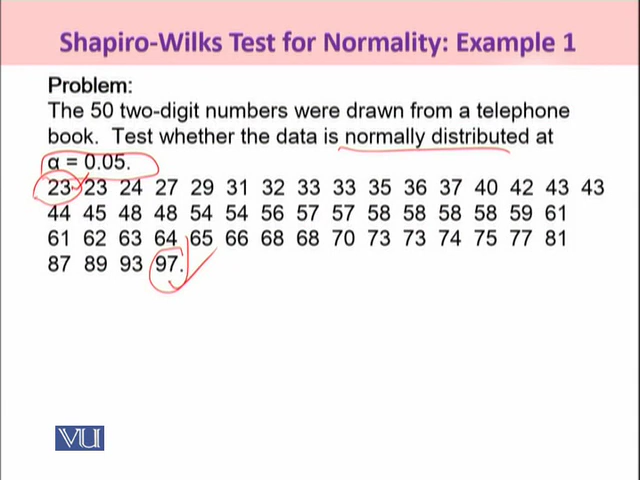 Shapiro-Wilks Test for Normality: Example 1
Problem:
The 50 two-digit numbers were drawn from a telephone
book. Test whether the data is normally distributed at
α = 0.05.
23 23 24 27 29 31 32 33 33 35 36 37 40 42 43 43
44 45 48 48 54 54 56 57 57 58 58 58 58 59 61
61 62 63 64 65 66 68 68 70 73 73 74 75 77 81
87 89 93 97.
VU